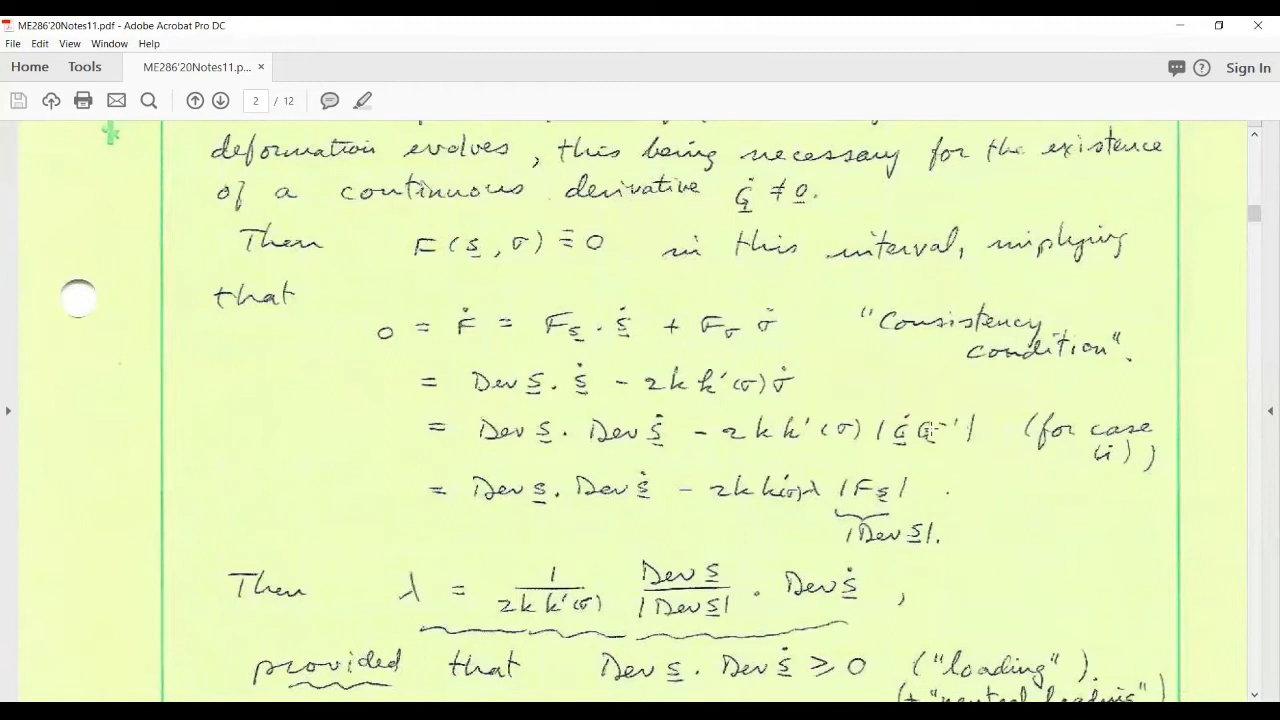 ME286'20Notes11.pdf - Adobe Acrobat Pro DC
File Edit View Window Help
Home Tools ME286'20Notes11.p... × Sign In
2 / 12
deformation evolves, this being necessary for the existence
of a continuous derivative Ġ ≠ 0.
Then F(S, σ) ≡ 0 in this interval, implying
that
0 = Ḟ = F_S · Ṡ + F_σ σ̇ "Consistency
condition".
= Dev S · Ṡ - 2k k'(σ) σ̇
= Dev S · Dev Ṡ - 2k k'(σ) |Ġ G⁻¹| (for case
(i))
= Dev S · Dev Ṡ - 2k k'(σ) λ |F_S| .
|Dev S|.
Then λ = 1/(2k k'(σ)) Dev S/|Dev S| · Dev Ṡ ,
provided that Dev S · Dev Ṡ ≥ 0 ("loading").
(+ "neutral loading")